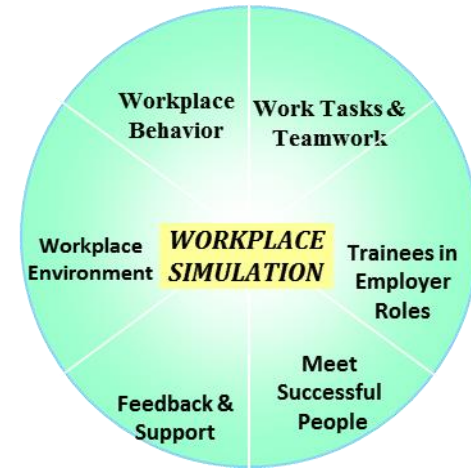 Workplace
Behavior
Work Tasks &
Teamwork
Workplace
Environment
WORKPLACE
SIMULATION
Trainees in
Employer
Roles
Feedback &
Support
Meet
Successful
People